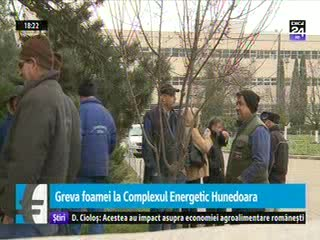 18:22
DIGI 24
HD
Greva foamei la Complexul Energetic Hunedoara
Știri D. Cioloș: Acestea au impact asupra economiei agroalimentare românești